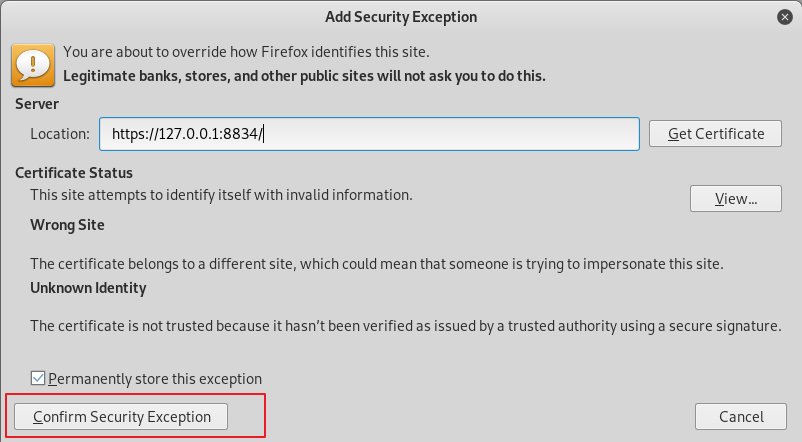 Add Security Exception
You are about to override how Firefox identifies this site.
Legitimate banks, stores, and other public sites will not ask you to do this.
Server
Location: https://127.0.0.1:8834/ Get Certificate
Certificate Status
This site attempts to identify itself with invalid information.
View...
Wrong Site
The certificate belongs to a different site, which could mean that someone is trying to impersonate this site.
Unknown Identity
The certificate is not trusted because it hasn’t been verified as issued by a trusted authority using a secure signature.
Permanently store this exception
Confirm Security Exception Cancel